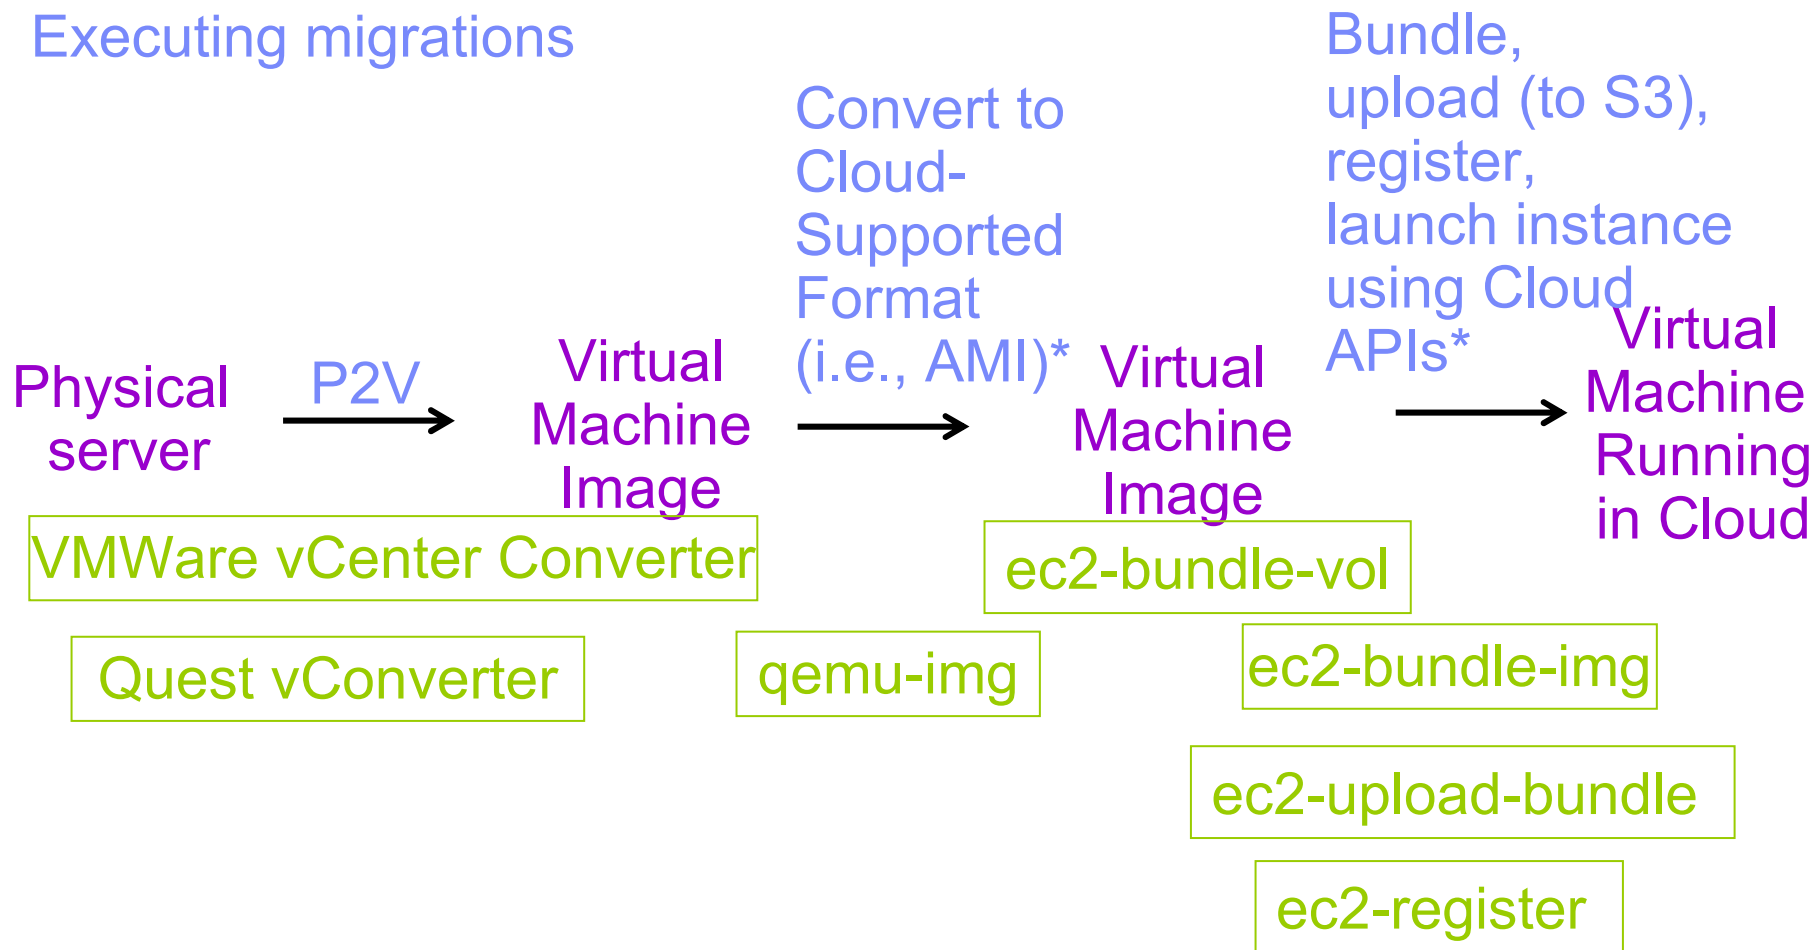 Executing migrations
Physical
server
P2V
Virtual
Machine
Image
Convert to
Cloud-
Supported
Format
(i.e., AMI)*
Virtual
Machine
Image
Bundle,
upload (to S3),
register,
launch instance
using Cloud
APIs*
Virtual
Machine
Running
in Cloud
VMWare vCenter Converter
Quest vConverter
qemu-img
ec2-bundle-vol
ec2-bundle-img
ec2-upload-bundle
ec2-register